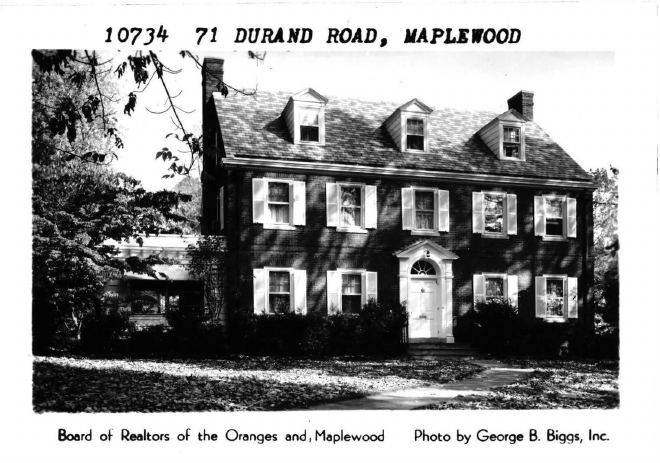 10734 71 DURAND ROAD, MAPLEWOOD
Board of Realtors of the Oranges and, Maplewood Photo by George B. Biggs, Inc.